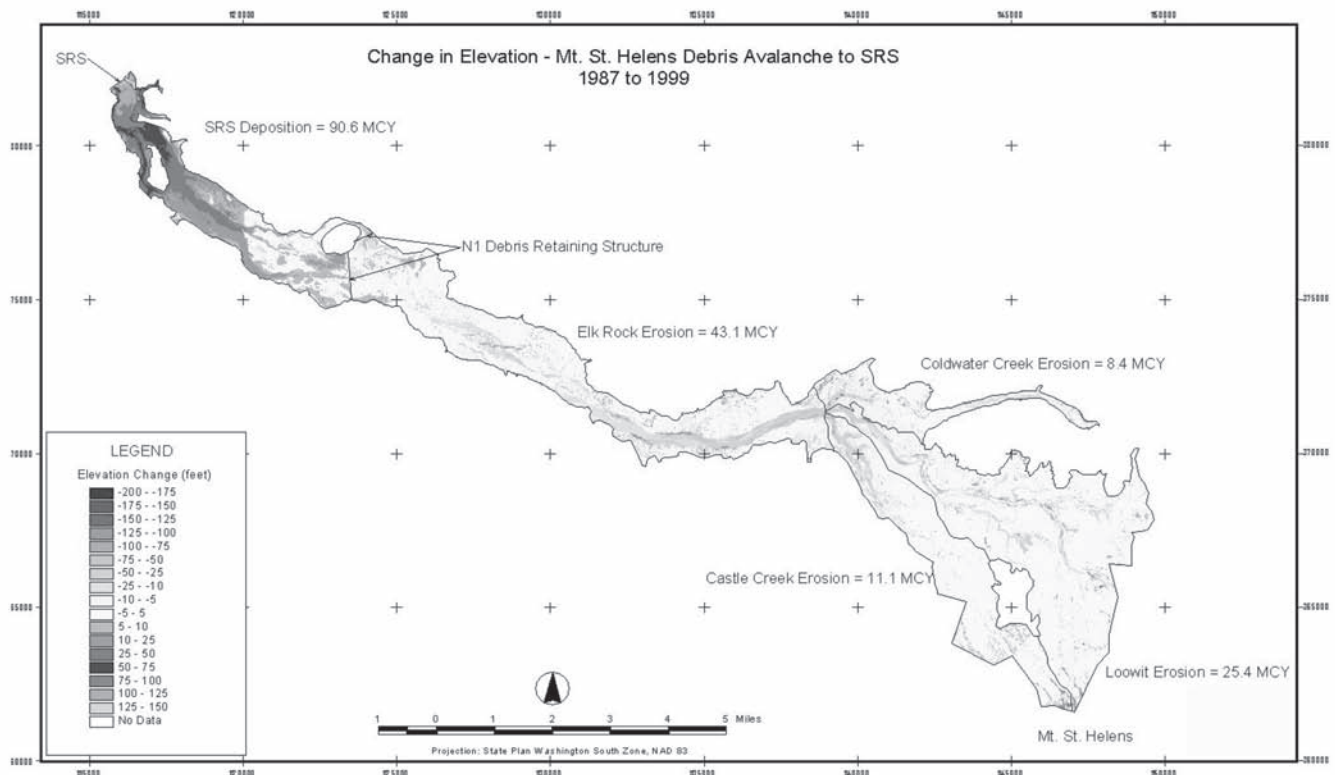 Change in Elevation - Mt. St. Helens Debris Avalanche to SRS
1987 to 1999
SRS
SRS Deposition = 90.6 MCY
N1 Debris Retaining Structure
Elk Rock Erosion = 43.1 MCY
Coldwater Creek Erosion = 8.4 MCY
Castle Creek Erosion = 11.1 MCY
Loowit Erosion = 25.4 MCY
Mt. St. Helens
LEGEND
Elevation Change (feet)
-200 - -175
-175 - -150
-150 - -125
-125 - -100
-100 - -75
-75 - -50
-50 - -25
-25 - -10
-10 - -5
-5 - 5
5 - 10
10 - 25
25 - 50
50 - 75
75 - 100
100 - 125
125 - 150
No Data
1 0 1 2 3 4 5 Miles
Projection: State Plan Washington South Zone, NAD 83